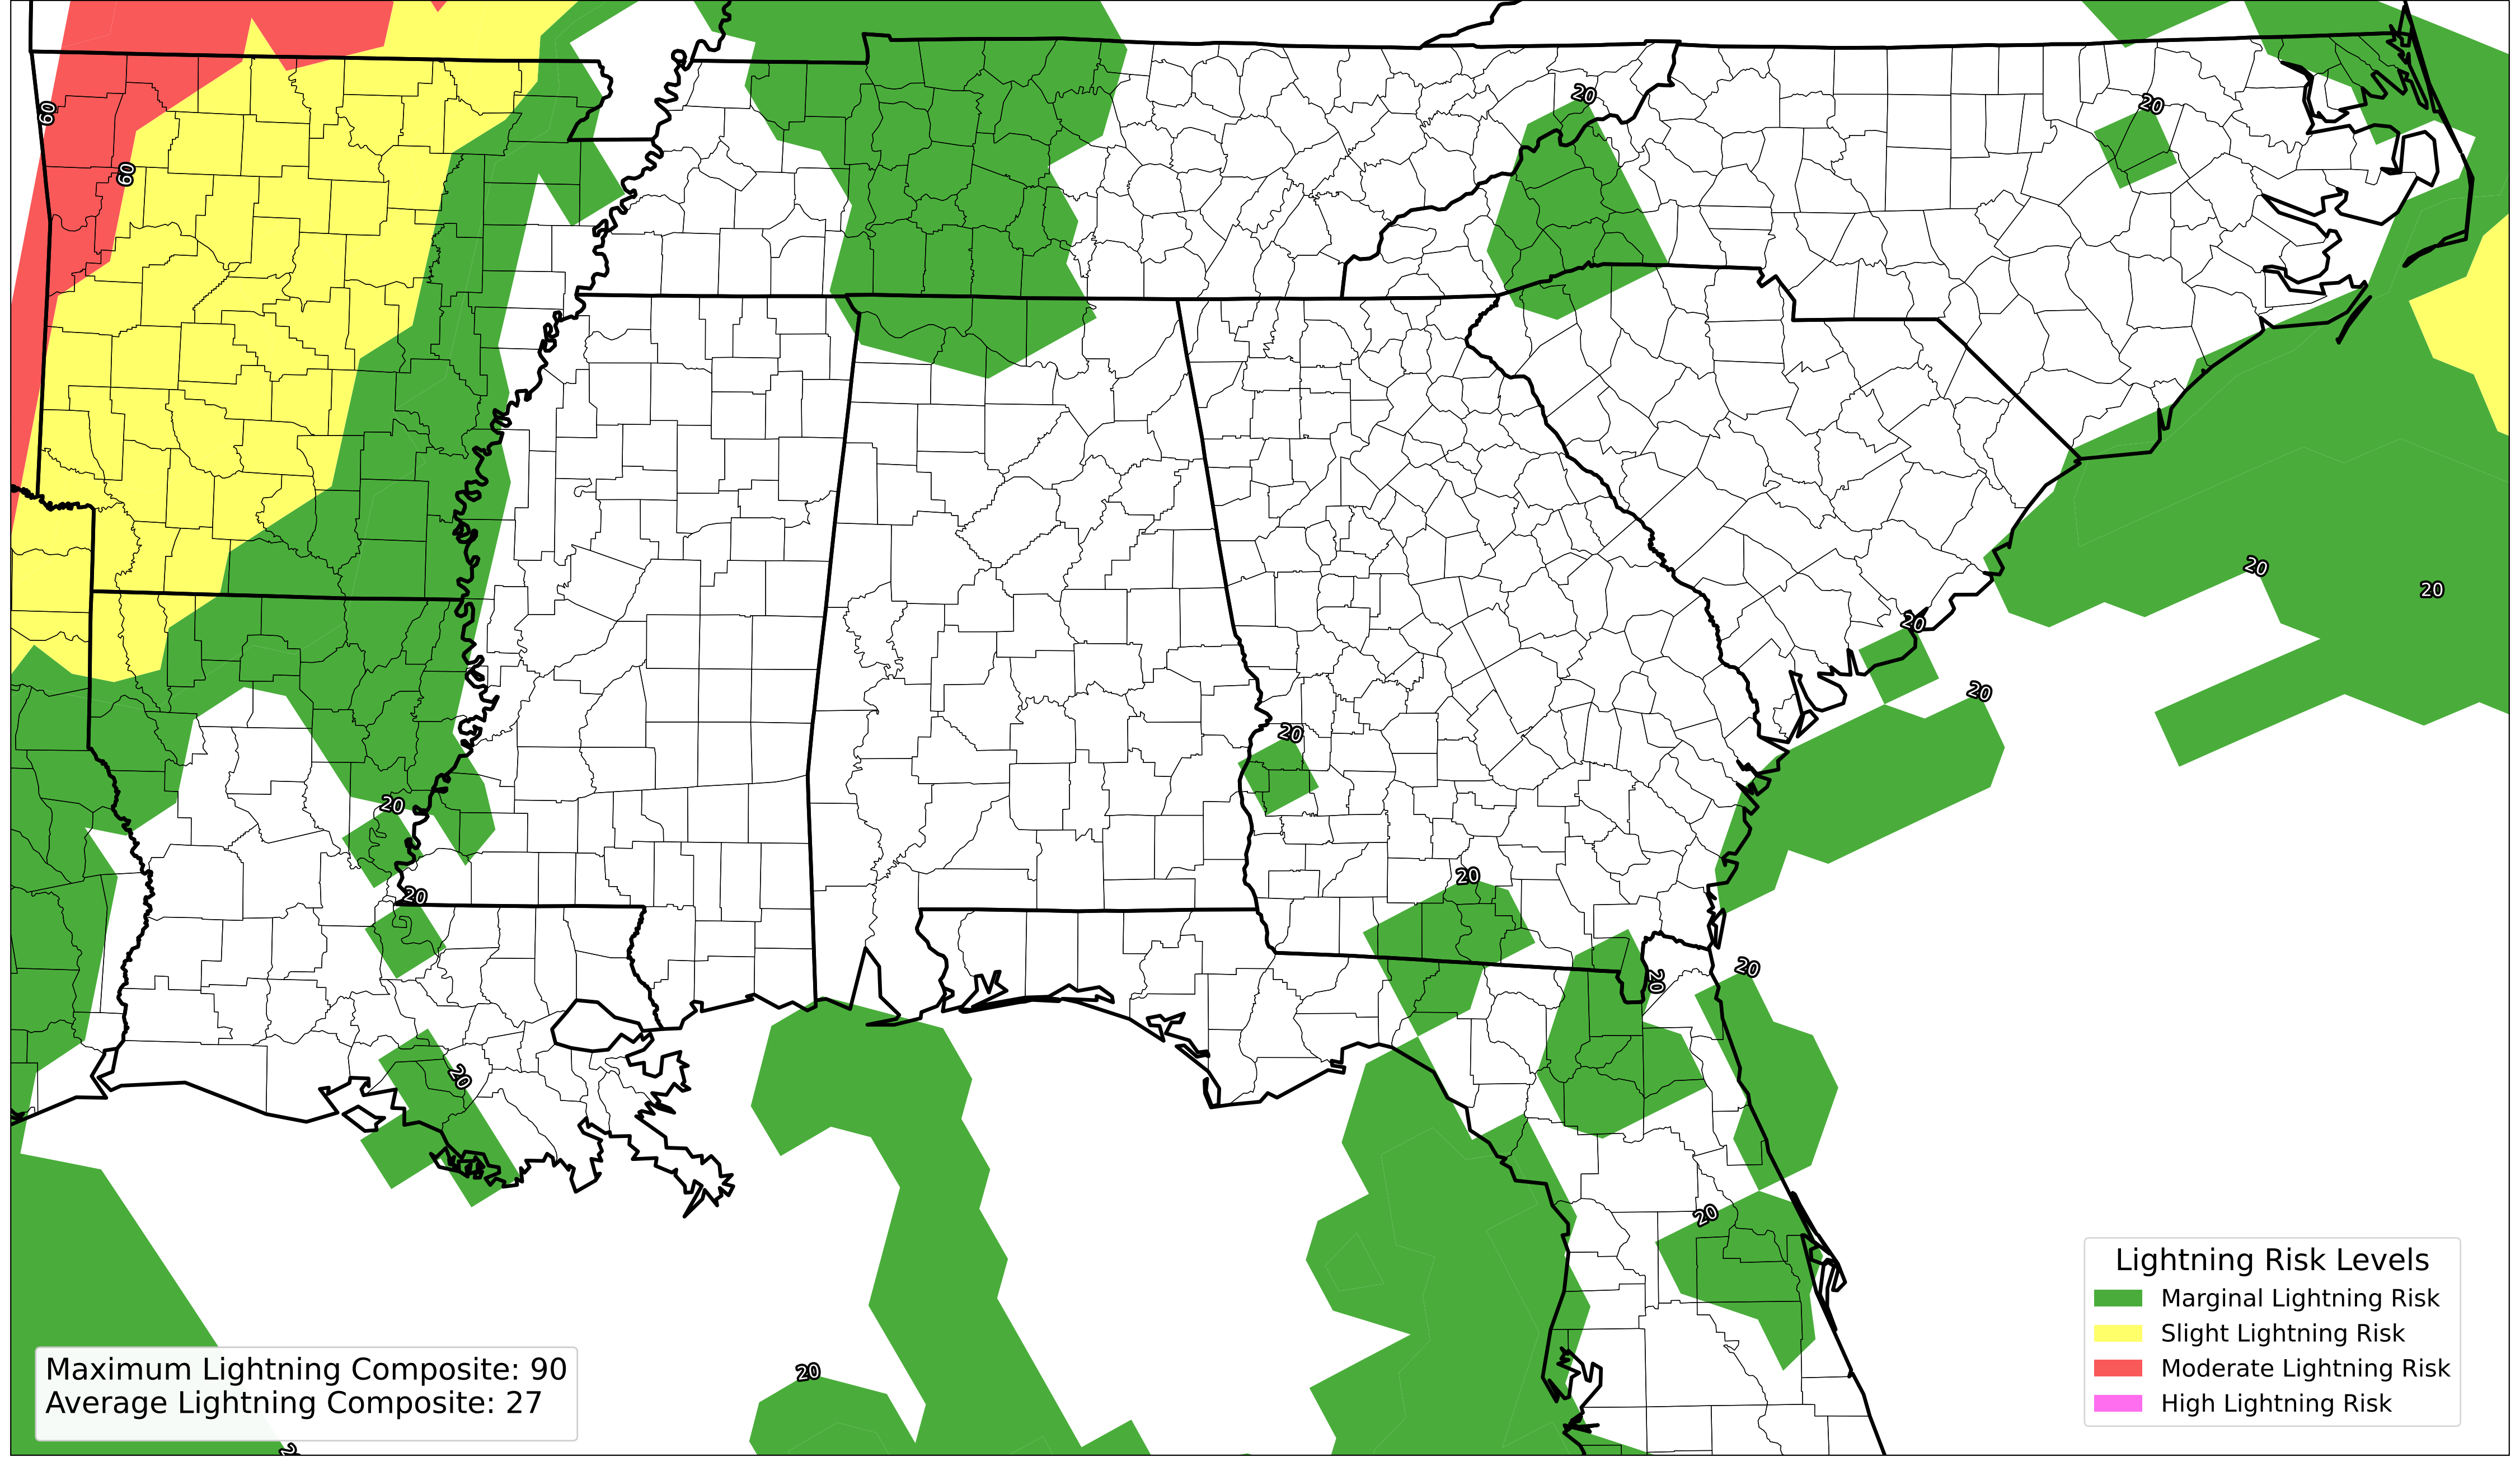 60
20
20
60
20
20
20
20
20
20
20
20
20
20
20
20
20
Lightning Risk Levels
Marginal Lightning Risk
Slight Lightning Risk
Moderate Lightning Risk
High Lightning Risk
20
Maximum Lightning Composite: 90
Average Lightning Composite: 27